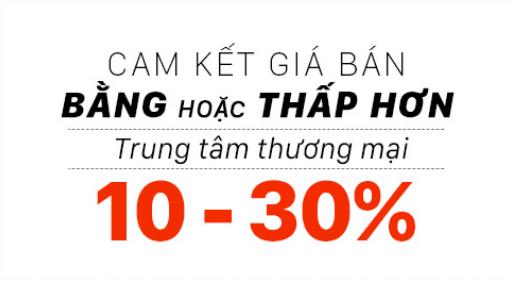 CAM KẾT GIÁ BÁN
BẰNG HOẶC THẤP HƠN
Trung tâm thương mại
10 - 30%